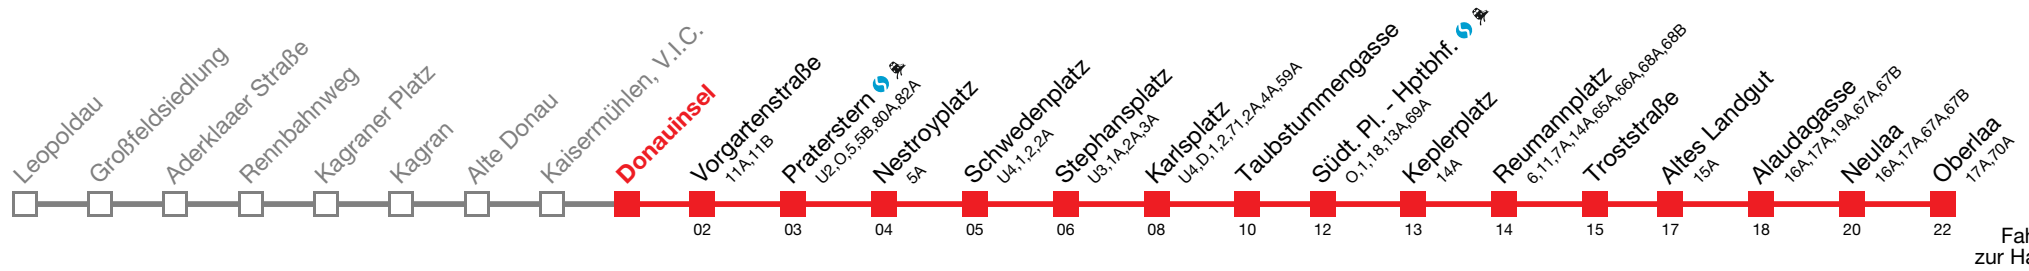 Leopoldau
Großfeldsiedlung
Aderklaaer Straße
Rennbahnweg
Kagraner Platz
Kagran
Alte Donau
Kaisermühlen, V.I.C.
Donauinsel
Vorgartenstraße
11A,11B
Praterstern
U2,O,5,5B,80A,82A
Nestroyplatz
5A
Schwedenplatz
U4,1,2,2A
Stephansplatz
U3,1A,2A,3A
Karlsplatz
U4,D,1,2,71,2A,4A,59A
Taubstummengasse
Südt. Pl. - Hptbhf.
O,1,18,13A,69A
Keplerplatz
14A
Reumannplatz
6,11,7A,14A,65A,66A,68A,68B
Troststraße
Altes Landgut
15A
Alaudagasse
16A,17A,19A,67A,67B
Neulaa
16A,17A,67A,67B
Oberlaa
17A,70A
02 03 04 05 06 08 10 12 13 14 15 17 18 20 22
Fah
zur Ha